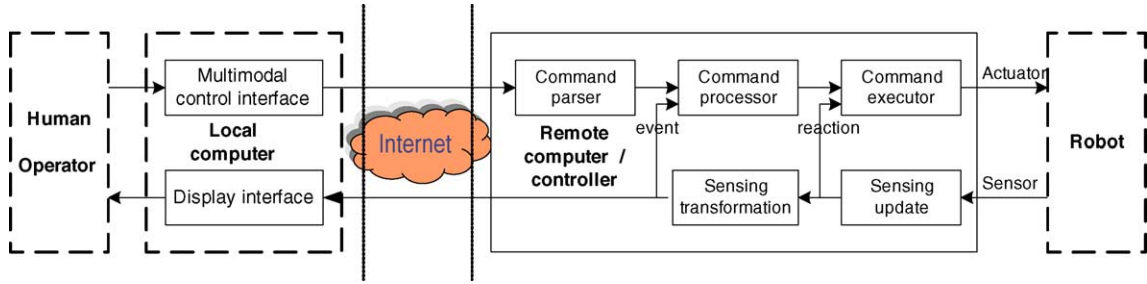 Human
Operator
Multimodal
control interface
Local
computer
Display interface
Internet
Command
parser
Command
processor
Command
executor
event
reaction
Remote
computer /
controller
Sensing
transformation
Sensing
update
Actuator
Sensor
Robot